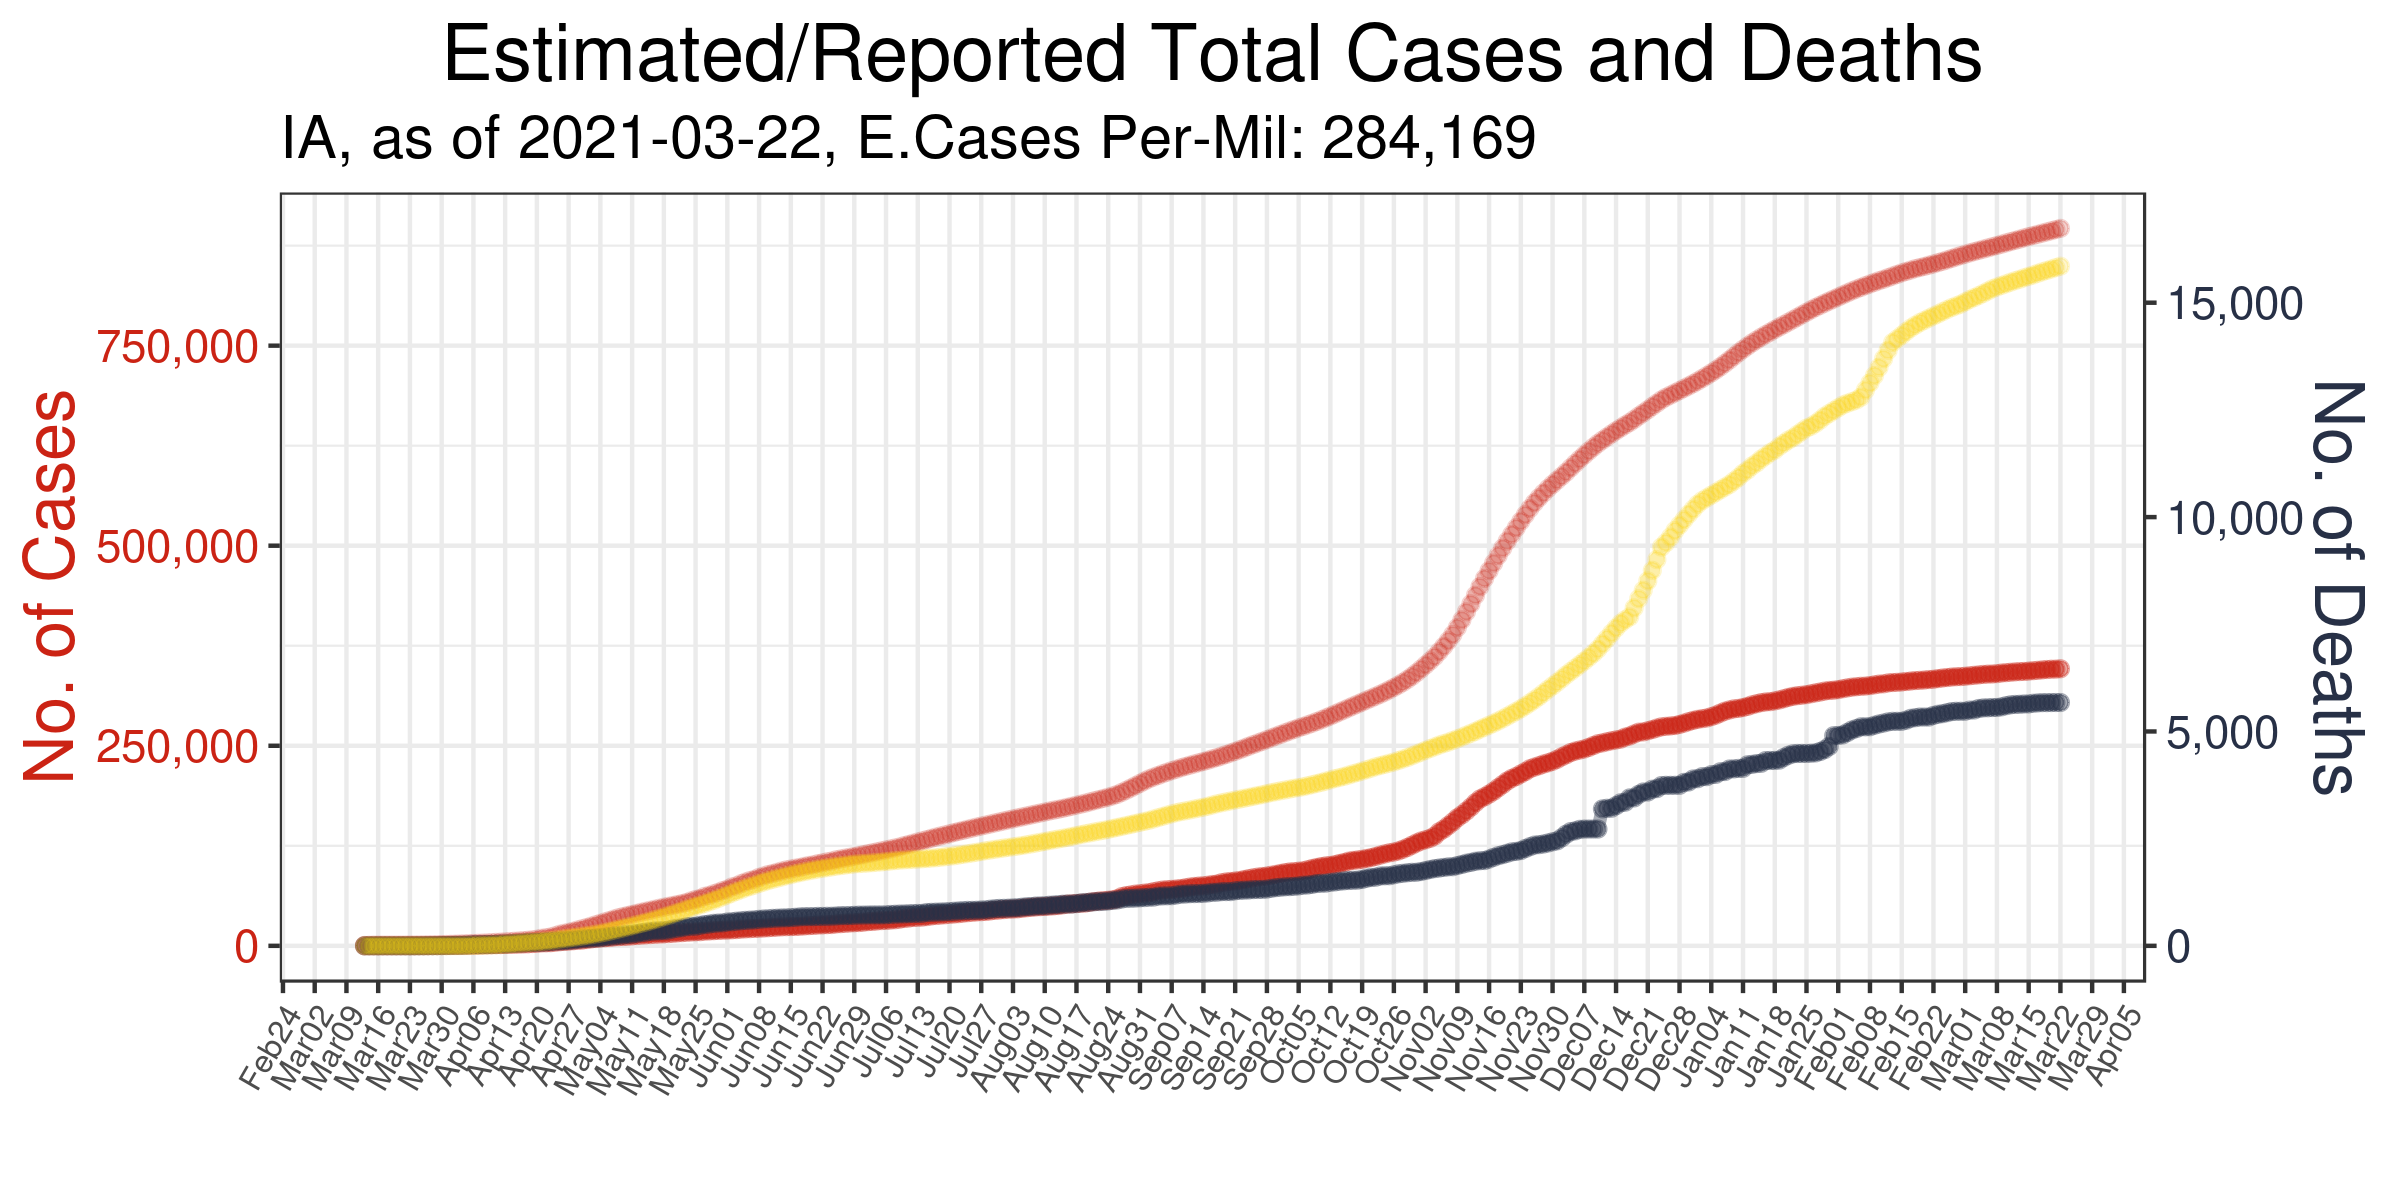 Estimated/Reported Total Cases and Deaths
IA, as of 2021-03-22, E.Cases Per-Mil: 284,169
No. of Cases
750,000
500,000
250,000
0
15,000
10,000
5,000
0
No. of Deaths
Feb24
Mar02
Mar09
Mar16
Mar23
Mar30
Apr06
Apr13
Apr20
Apr27
May04
May11
May18
May25
Jun01
Jun08
Jun15
Jun22
Jun29
Jul06
Jul13
Jul20
Jul27
Aug03
Aug10
Aug17
Aug24
Aug31
Sep07
Sep14
Sep21
Sep28
Oct05
Oct12
Oct19
Oct26
Nov02
Nov09
Nov16
Nov23
Nov30
Dec07
Dec14
Dec21
Dec28
Jan04
Jan11
Jan18
Jan25
Feb01
Feb08
Feb15
Feb22
Mar01
Mar08
Mar15
Mar22
Mar29
Apr05